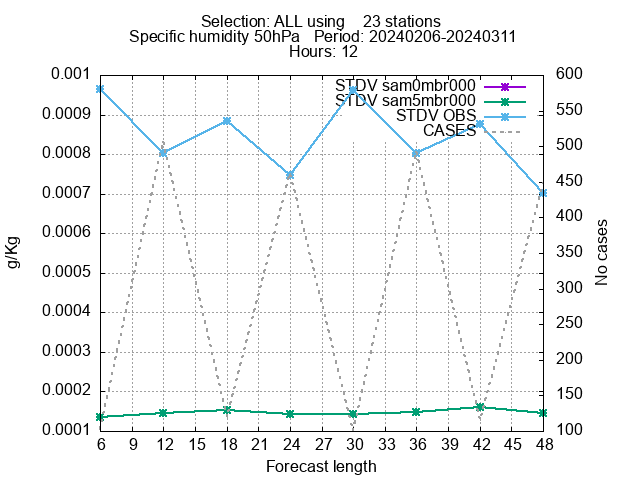 Selection: ALL using    23 stations
Specific humidity 50hPa   Period: 20240206-20240311
Hours: 12
0.001
0.0009
0.0008
0.0007
0.0006
0.0005
0.0004
0.0003
0.0002
0.0001
g/Kg
STDV sam0mbr000
STDV sam5mbr000
STDV OBS
CASES
600
550
500
450
400
350
300
250
200
150
100
No cases
6 9 12 15 18 21 24 27 30 33 36 39 42 45 48
Forecast length